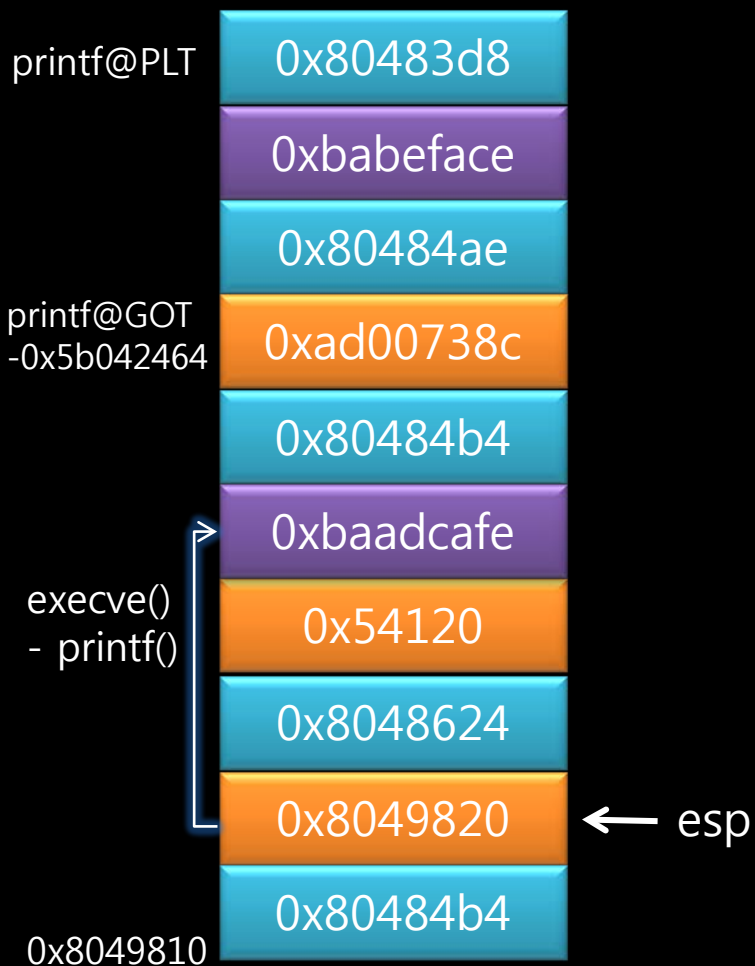 printf@PLT
0x80483d8
0xbabeface
0x80484ae
printf@GOT
-0x5b042464
0xad00738c
0x80484b4
0xbaadcafe
execve()
- printf()
0x54120
0x8048624
0x8049820
esp
0x80484b4
0x8049810